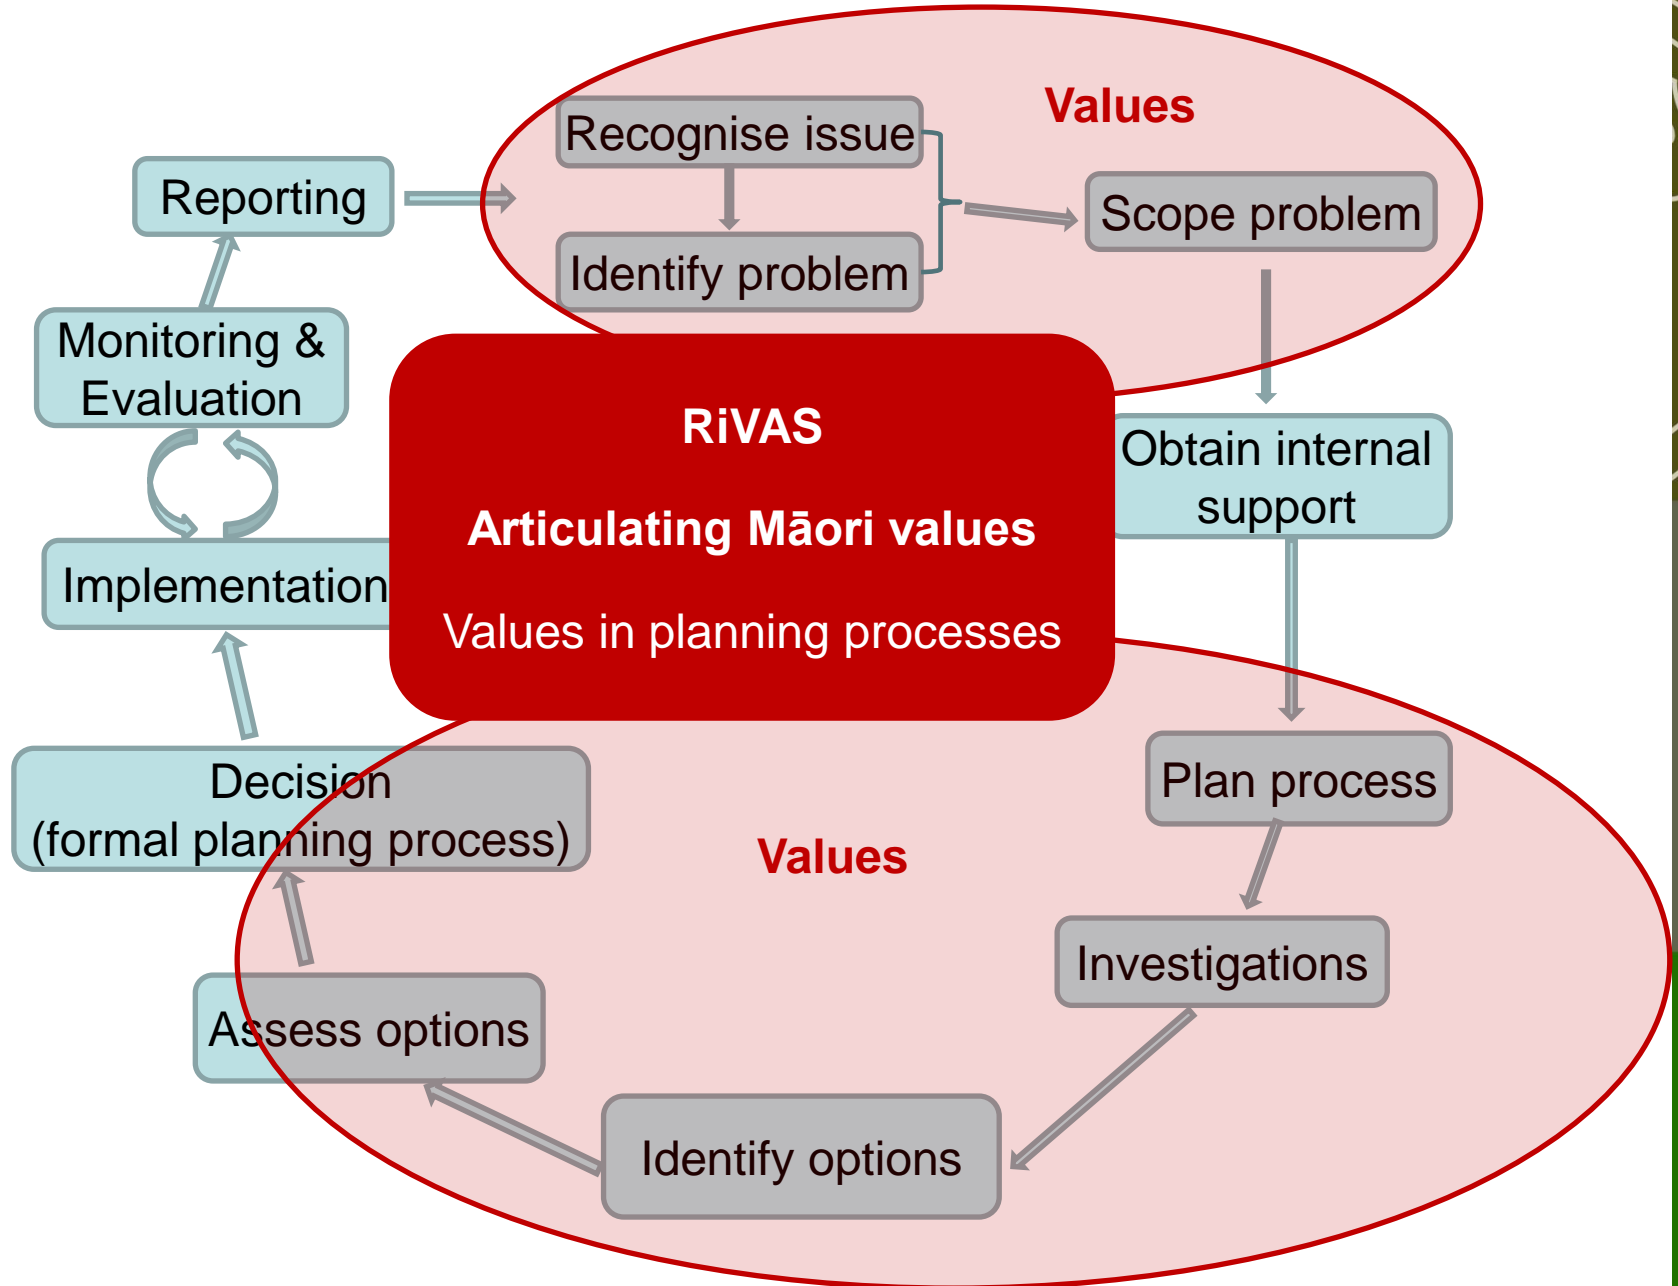 Values
Recognise issue
Reporting
Scope problem
Identify problem
Monitoring &
Evaluation
RiVAS
Articulating Māori values
Values in planning processes
Obtain internal
support
Implementation
Decision
(formal planning process)
Plan process
Values
Investigations
Assess options
Identify options